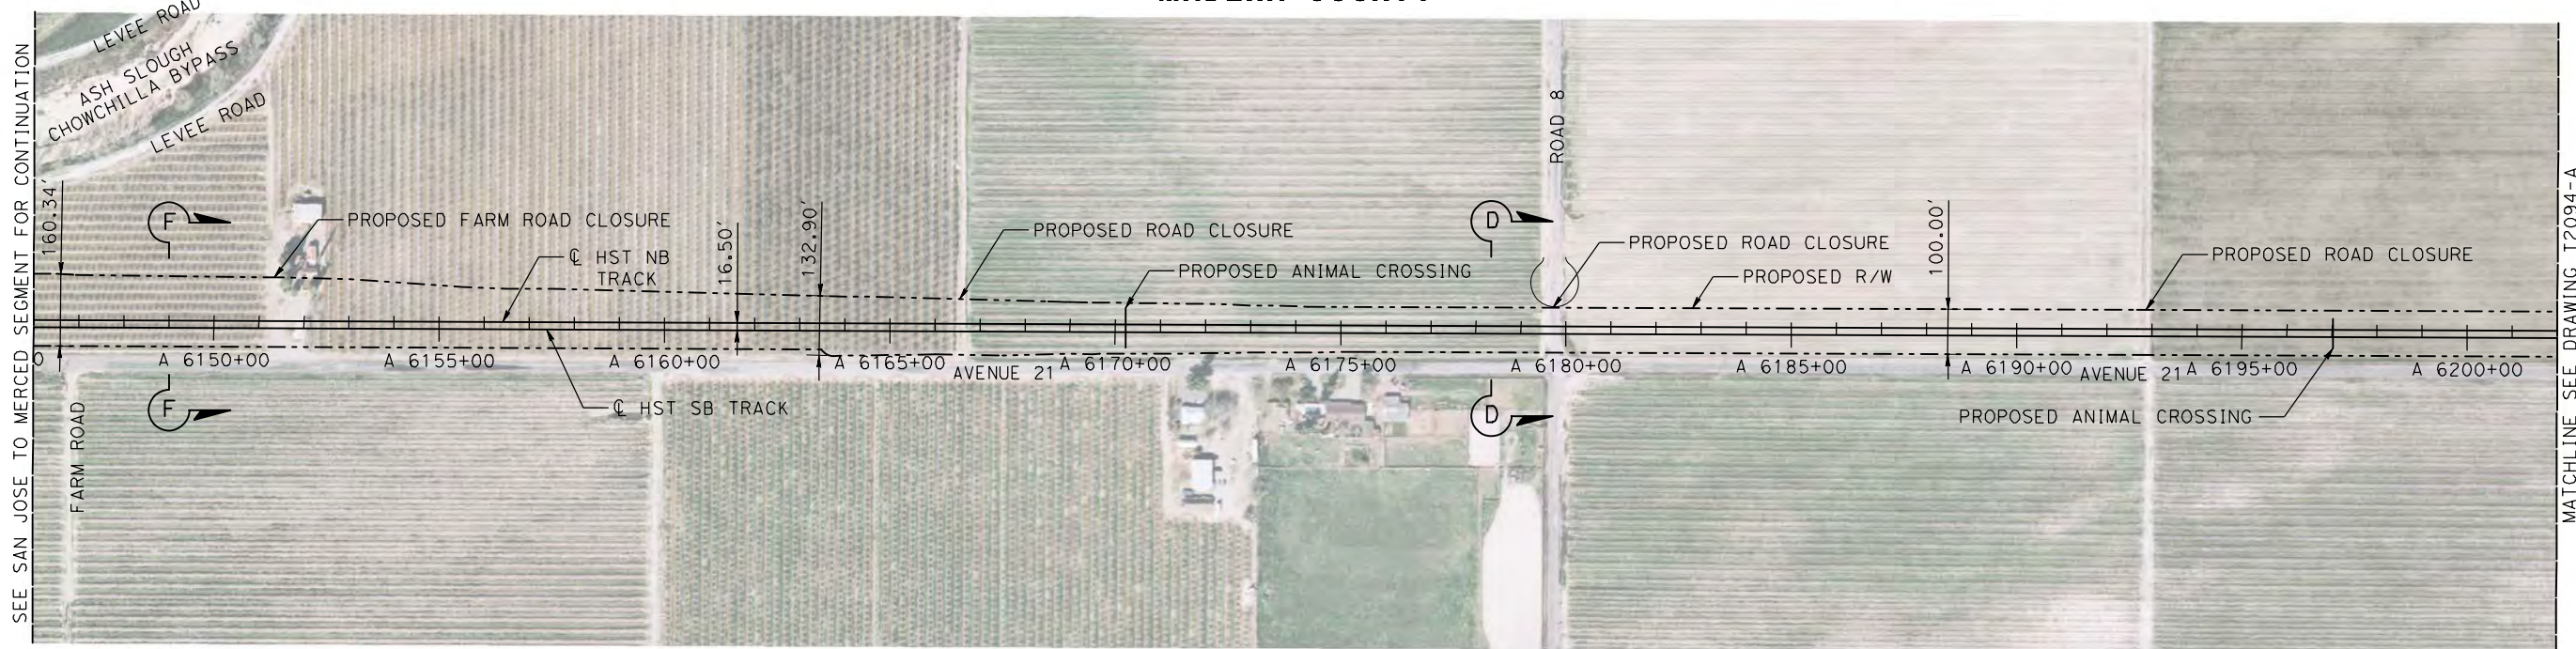 LEVEE ROAD
ASH SLOUGH
CHOWCHILLA BYPASS
LEVEE ROAD
SEE SAN JOSE TO MERCED SEGMENT FOR CONTINUATION
160.34'
F
PROPOSED FARM ROAD CLOSURE
℄ HST NB
TRACK
16.50'
132.90'
PROPOSED ROAD CLOSURE
PROPOSED ANIMAL CROSSING
D
ROAD 8
PROPOSED ROAD CLOSURE
PROPOSED R/W
100.00'
PROPOSED ROAD CLOSURE
0
A 6150+00
A 6155+00
A 6160+00
A 6165+00
A 6170+00
A 6175+00
A 6180+00
A 6185+00
A 6190+00
A 6195+00
A 6200+00
AVENUE 21
AVENUE 21
F
℄ HST SB TRACK
D
PROPOSED ANIMAL CROSSING
FARM ROAD
MATCHLINE SEE DRAWING T2094-A